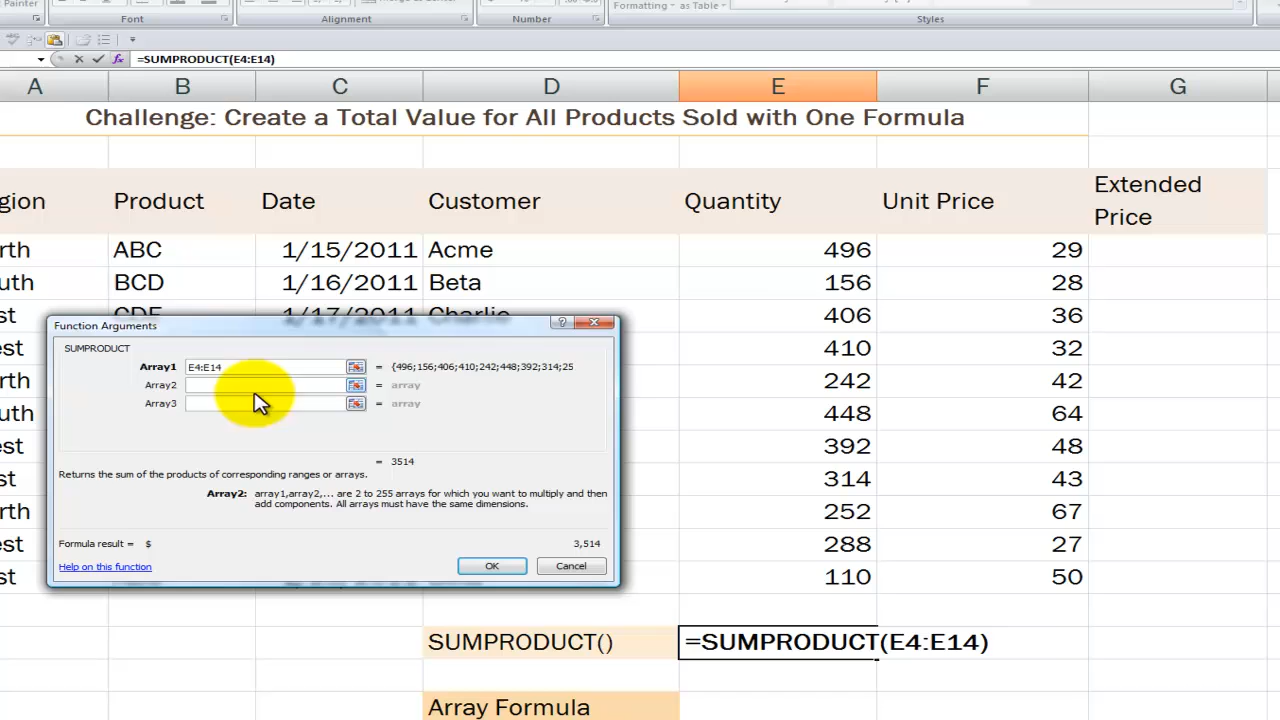 Painter
Font
Alignment
Number
Formatting as Table
Styles
fx =SUMPRODUCT(E4:E14)
A B C D E F G
Challenge: Create a Total Value for All Products Sold with One Formula
gion Product Date Customer Quantity Unit Price Extended Price
rth ABC 1/15/2011 Acme 496 29
uth BCD 1/16/2011 Beta 156 28
st CDE 1/17/2011 Charlie 406 36
est 410 32
rth 242 42
uth 448 64
est 392 48
st 314 43
rth 252 67
est 288 27
st 110 50
Function Arguments
SUMPRODUCT
Array1 E4:E14 = {496;156;406;410;242;448;392;314;25
Array2 = array
Array3 = array
= 3514
Returns the sum of the products of corresponding ranges or arrays.
Array2: array1,array2,... are 2 to 255 arrays for which you want to multiply and then
add components. All arrays must have the same dimensions.
Formula result = $ 3,514
Help on this function
OK Cancel
SUMPRODUCT() =SUMPRODUCT(E4:E14)
Array Formula